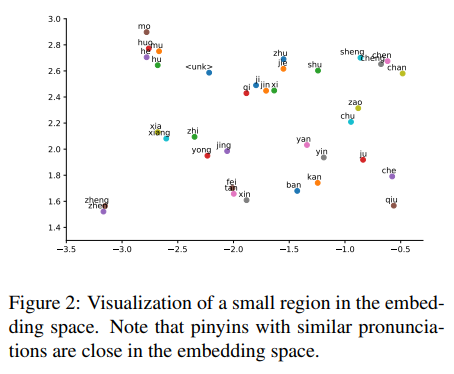 3.0
2.8
2.6
2.4
2.2
2.0
1.8
1.6
1.4
mo
huo
mu
he
hu
<unk>
zhu
jie
shu
sheng
cheng
chen
chan
qi
ji
jin
xi
zao
chu
xia
xiang
zhi
yong
jing
yan
yin
ju
che
fei
tan
xin
ban
kan
qiu
zheng
zhen
−3.5 −3.0 −2.5 −2.0 −1.5 −1.0 −0.5
Figure 2: Visualization of a small region in the embed-
ding space. Note that pinyins with similar pronuncia-
tions are close in the embedding space.